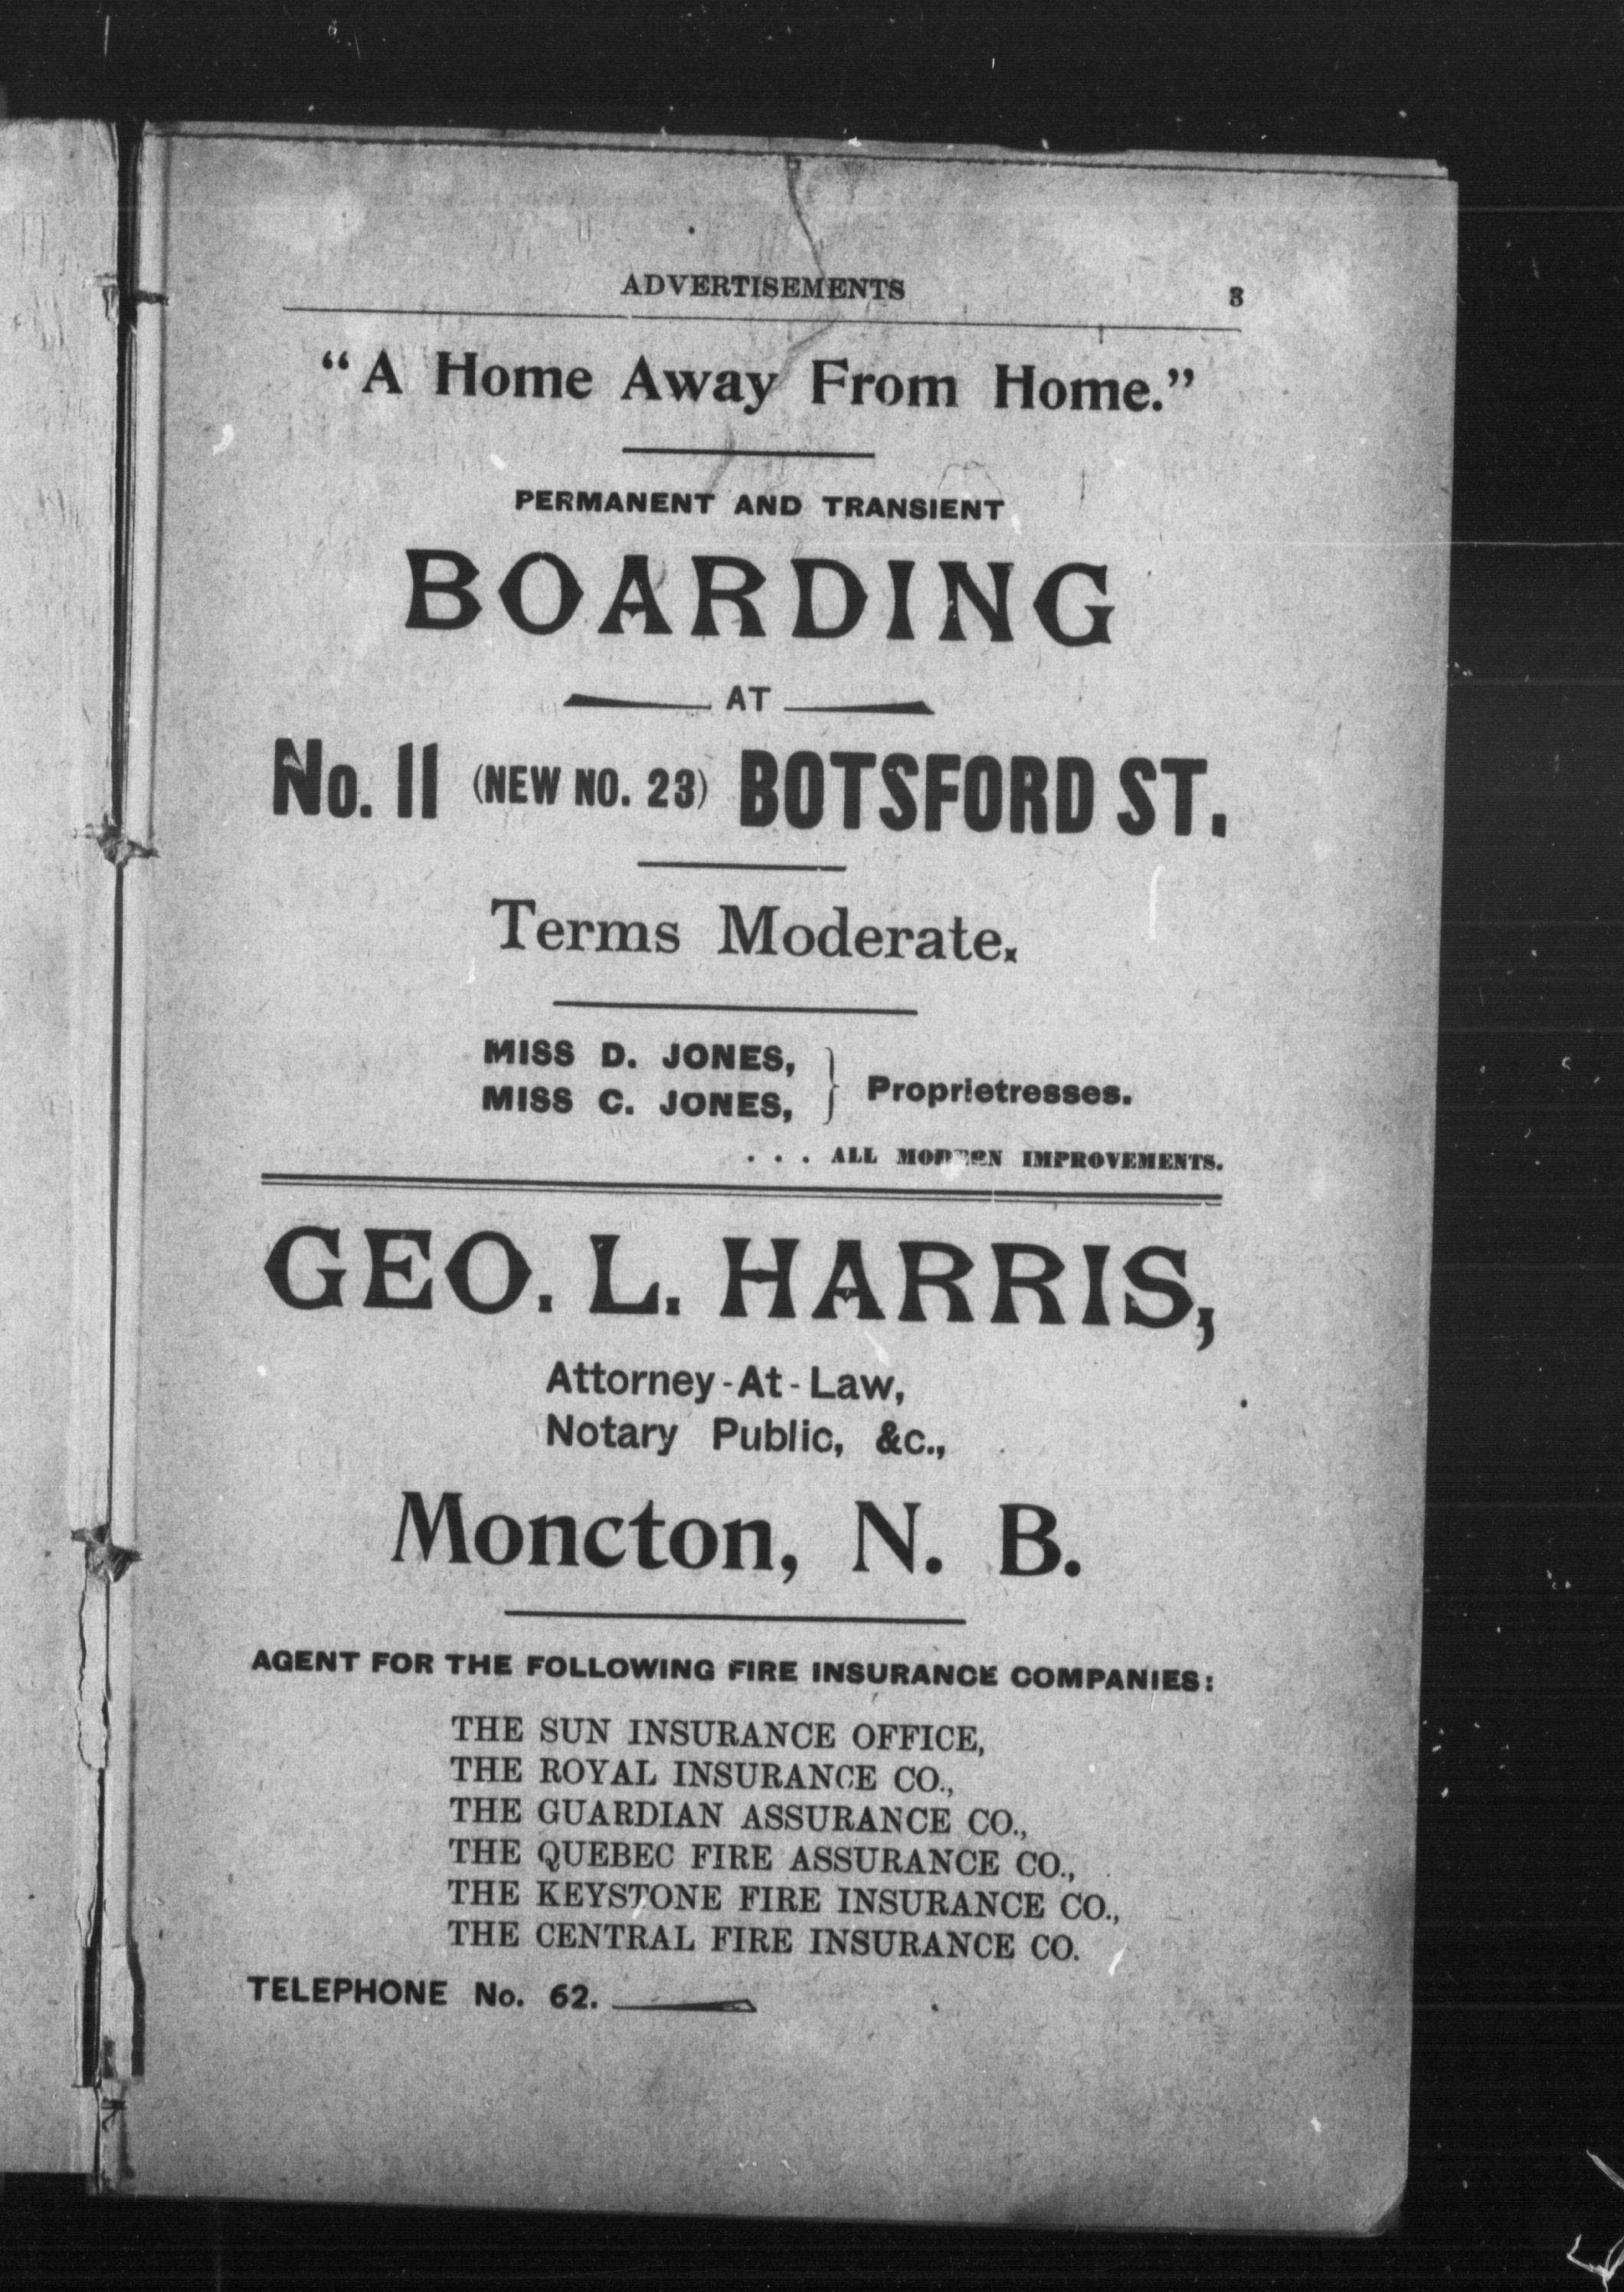 ADVERTISEMENTS 3
“A Home Away From Home.”
PERMANENT AND TRANSIENT
BOARDING
AT
No. 11 (NEW NO. 23) BOTSFORD ST.
Terms Moderate.
MISS D. JONES,
MISS C. JONES,
Proprietresses.
. . . ALL MODERN IMPROVEMENTS.
GEO. L. HARRIS,
Attorney-At-Law,
Notary Public, &c.,
Moncton, N. B.
AGENT FOR THE FOLLOWING FIRE INSURANCE COMPANIES:
THE SUN INSURANCE OFFICE,
THE ROYAL INSURANCE CO.,
THE GUARDIAN ASSURANCE CO.,
THE QUEBEC FIRE ASSURANCE CO.,
THE KEYSTONE FIRE INSURANCE CO.,
THE CENTRAL FIRE INSURANCE CO.
TELEPHONE No. 62.